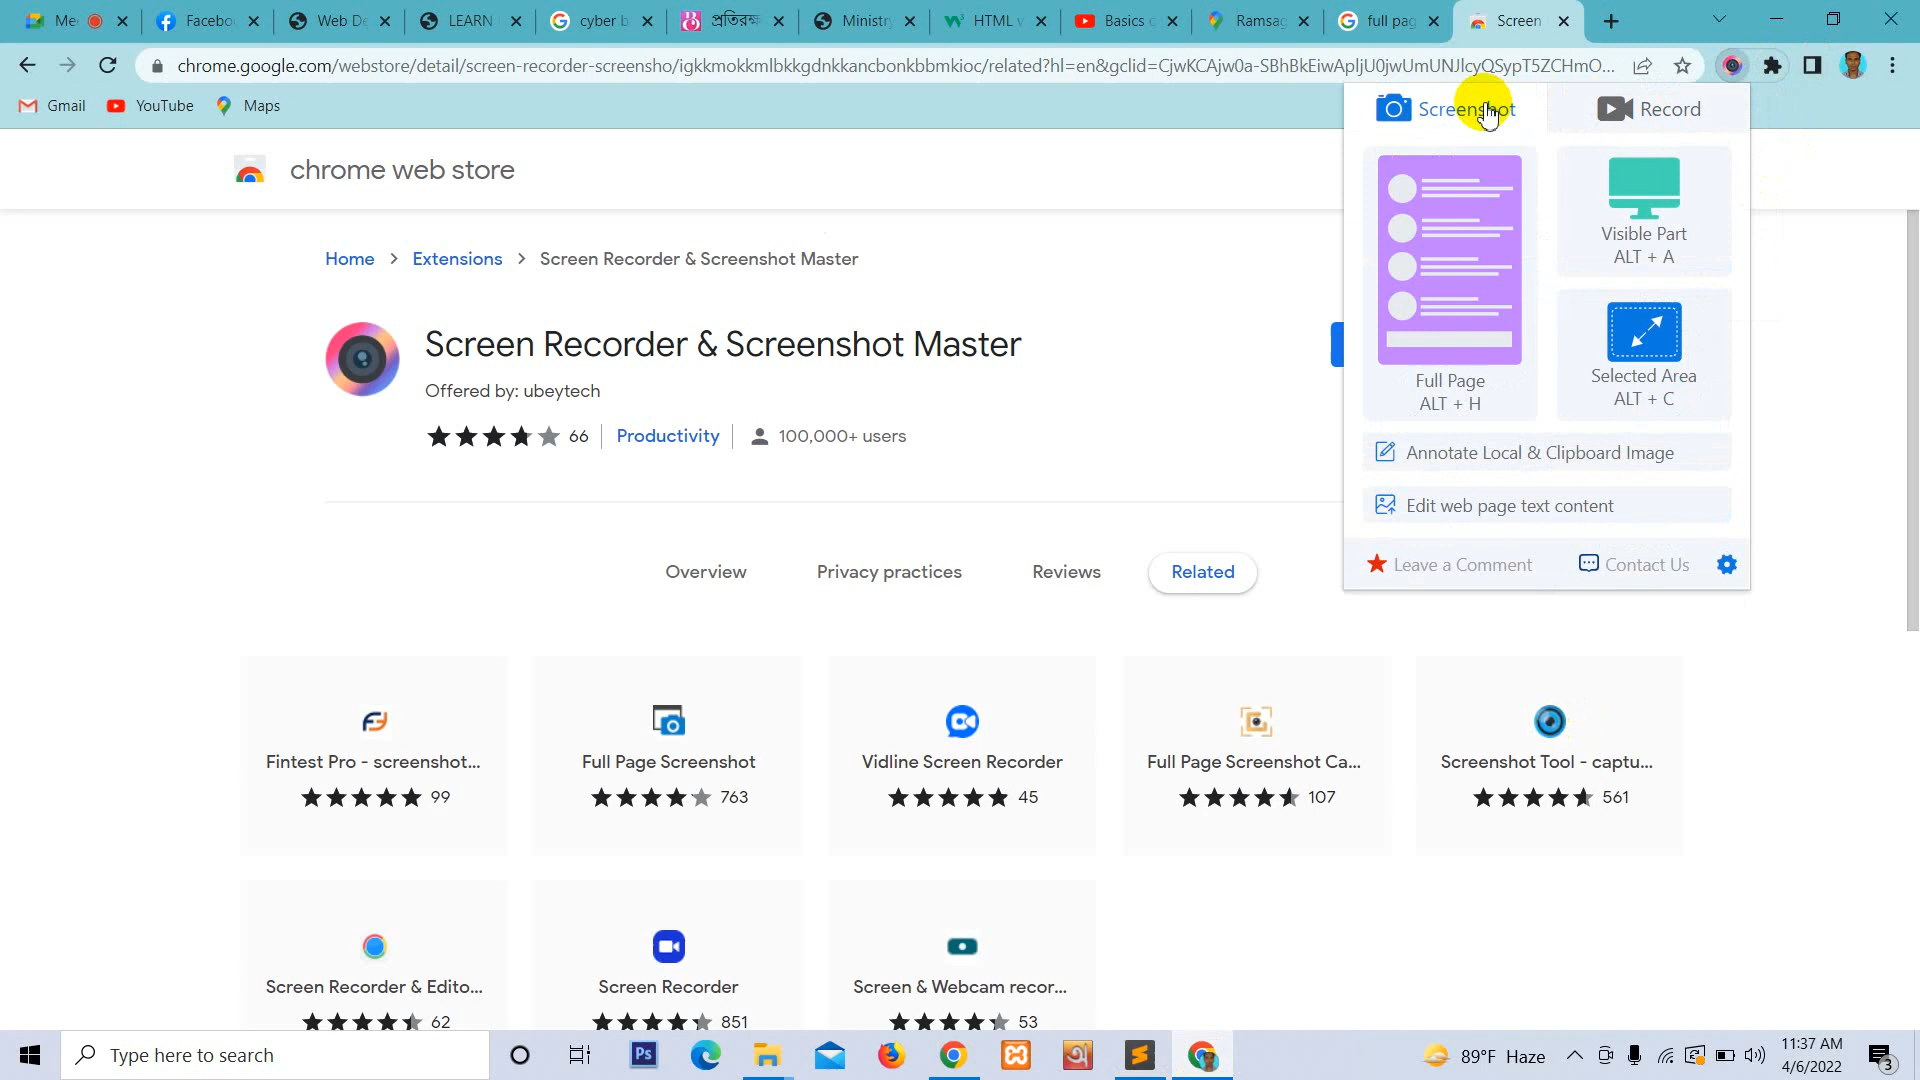 Me
Facebo
Web De
LEARN
cyber b
প্রতিরক্ষ
Ministry
HTML v
Basics o
Ramsag
full pag
Screen
chrome.google.com/webstore/detail/screen-recorder-screensho/igkkmokkmlbkkgdnkkancbonkbbmkioc/related?hl=en&gclid=CjwKCAjw0a-SBhBkEiwApljU0jwUmUNJlcyQSypT5ZCHmO...
Gmail
YouTube
Maps
Screenshot
Record
chrome web store
Visible Part
ALT + A
Home > Extensions > Screen Recorder & Screenshot Master
Screen Recorder & Screenshot Master
Offered by: ubeytech
66
Productivity
100,000+ users
Full Page
ALT + H
Selected Area
ALT + C
Annotate Local & Clipboard Image
Edit web page text content
Leave a Comment
Contact Us
Overview
Privacy practices
Reviews
Related
Fintest Pro - screenshot...
99
Full Page Screenshot
763
Vidline Screen Recorder
45
Full Page Screenshot Ca...
107
Screenshot Tool - captu...
561
Screen Recorder & Edito...
62
Screen Recorder
851
Screen & Webcam recor...
53
Type here to search
Ps
89°F Haze
11:37 AM
4/6/2022
3